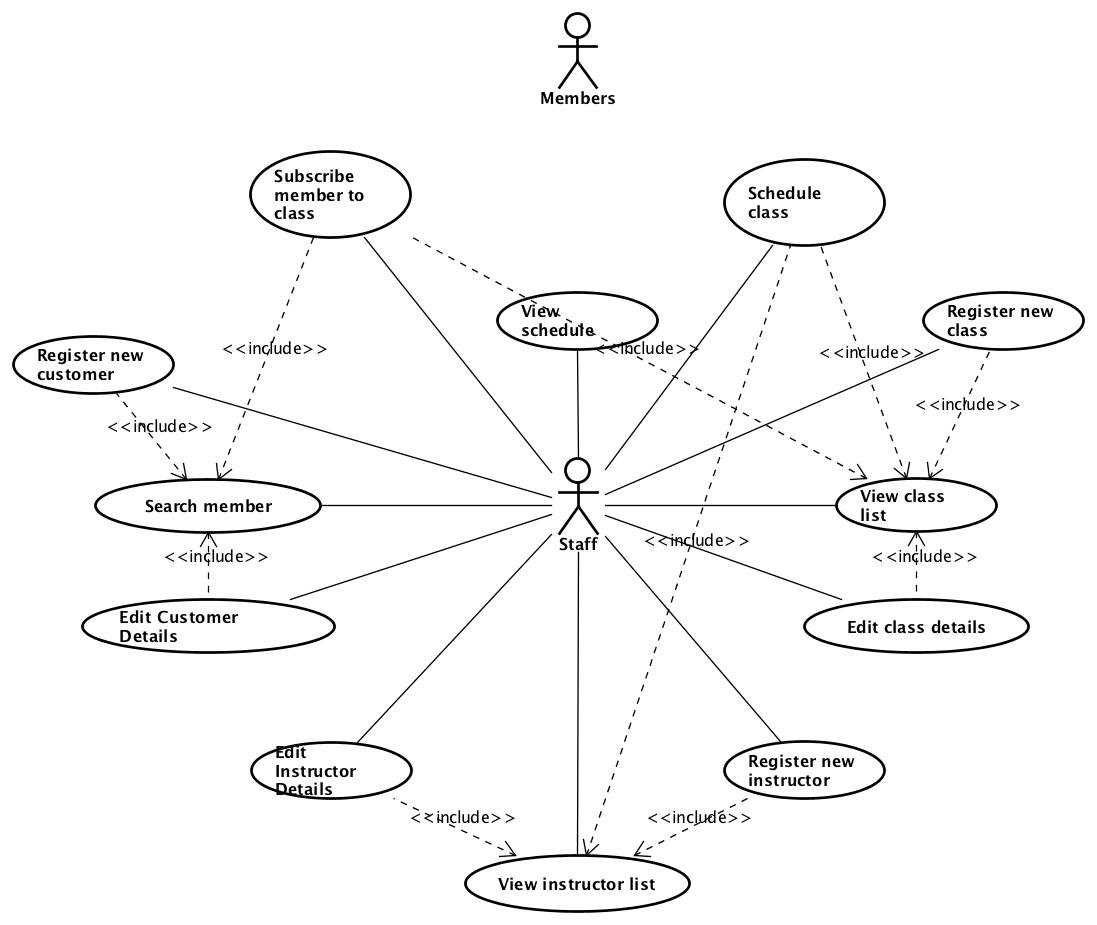 Members
Subscribe
member to
class
Schedule
class
View
schedule
Register new
class
Register new
customer
<<include>>
<<include>>
<<include>>
<<include>>
<<include>>
Search member
View class
list
Staff
<<include>>
<<include>>
<<include>>
Edit Customer
Details
Edit class details
Edit
Instructor
Details
Register new
instructor
<<include>>
<<include>>
View instructor list